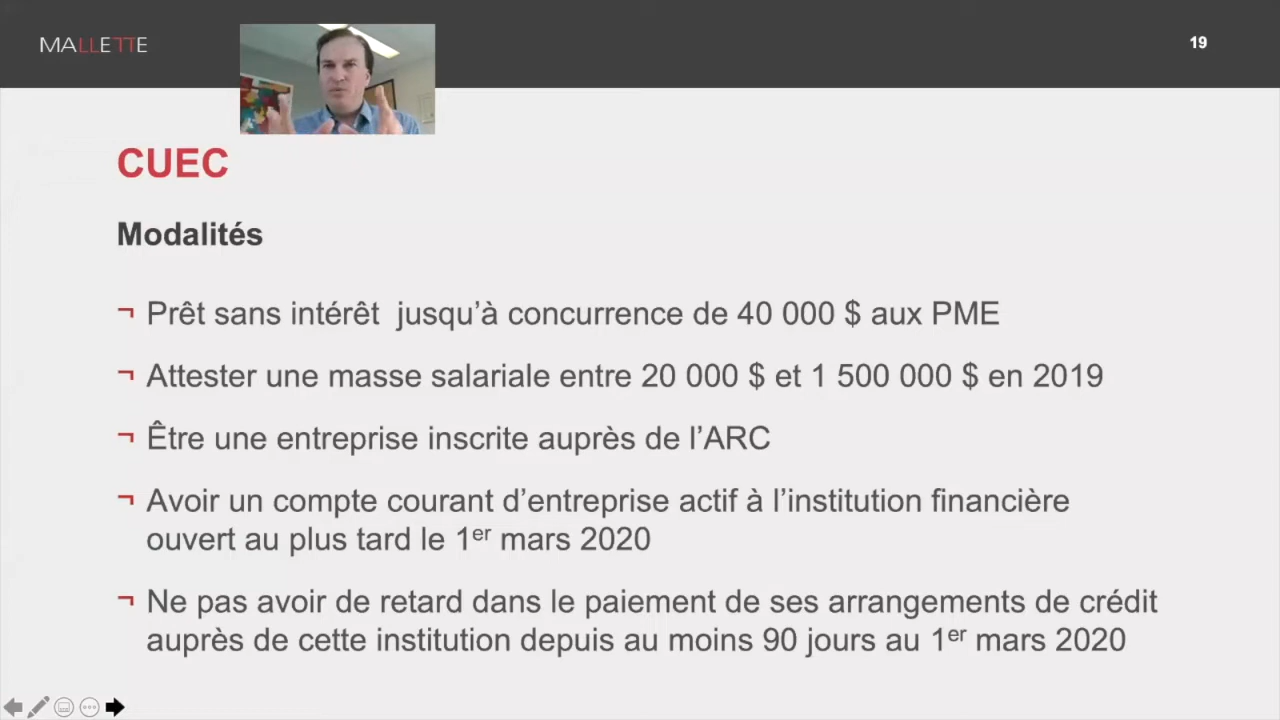 MALLETTE
19
CUEC
Modalités
¬ Prêt sans intérêt  jusqu’à concurrence de 40 000 $ aux PME
¬ Attester une masse salariale entre 20 000 $ et 1 500 000 $ en 2019
¬ Être une entreprise inscrite auprès de l’ARC
¬ Avoir un compte courant d’entreprise actif à l’institution financière
ouvert au plus tard le 1er mars 2020
¬ Ne pas avoir de retard dans le paiement de ses arrangements de crédit
auprès de cette institution depuis au moins 90 jours au 1er mars 2020